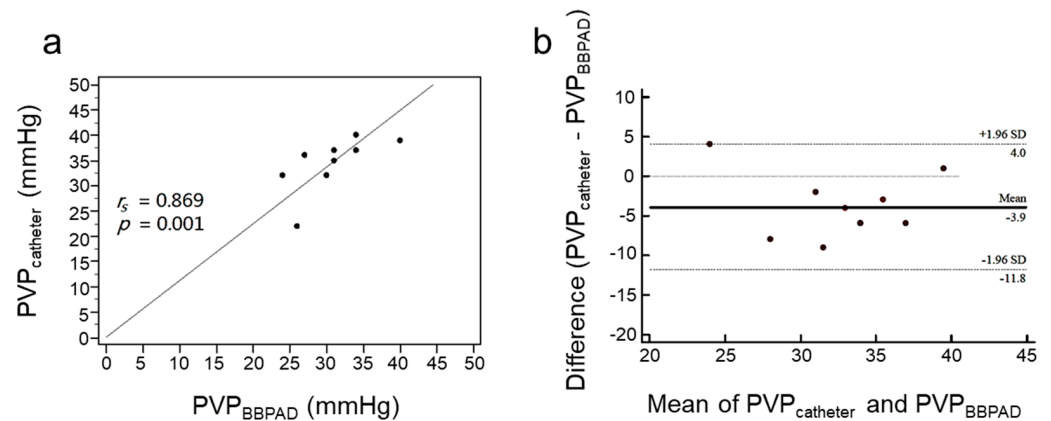 a
50
45
40
35
30
25
20
15
10
5
0
PVPcatheter (mmHg)
rs = 0.869
p = 0.001
0 5 10 15 20 25 30 35 40 45 50
PVPBBPAD (mmHg)
b
10
5
0
-5
-10
-15
-20
Difference (PVPcatheter - PVPBBPAD)
+1.96 SD
4.0
Mean
-3.9
-1.96 SD
-11.8
20 25 30 35 40 45
Mean of PVPcatheter and PVPBBPAD